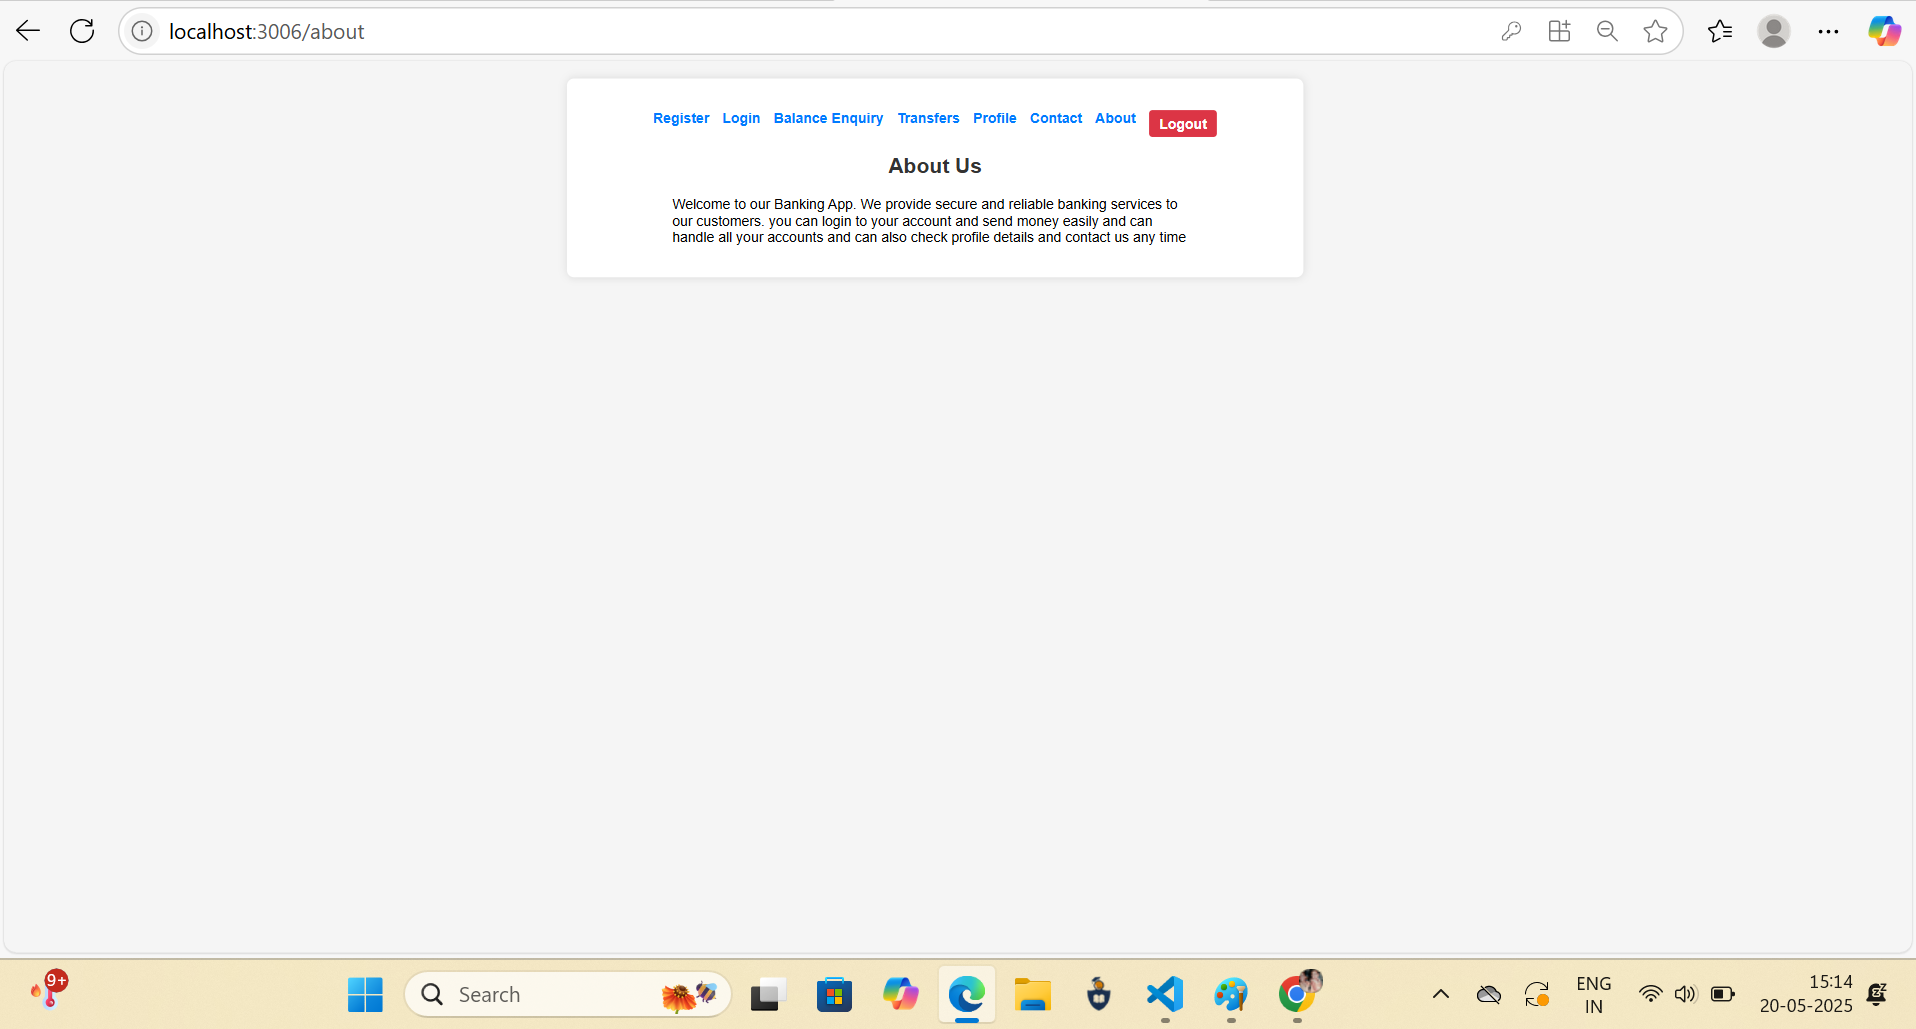 localhost:3006/about
Register Login Balance Enquiry Transfers Profile Contact About Logout
About Us
Welcome to our Banking App. We provide secure and reliable banking services to
our customers. you can login to your account and send money easily and can
handle all your accounts and can also check profile details and contact us any time
9+
Search
ENG
IN
15:14
20-05-2025